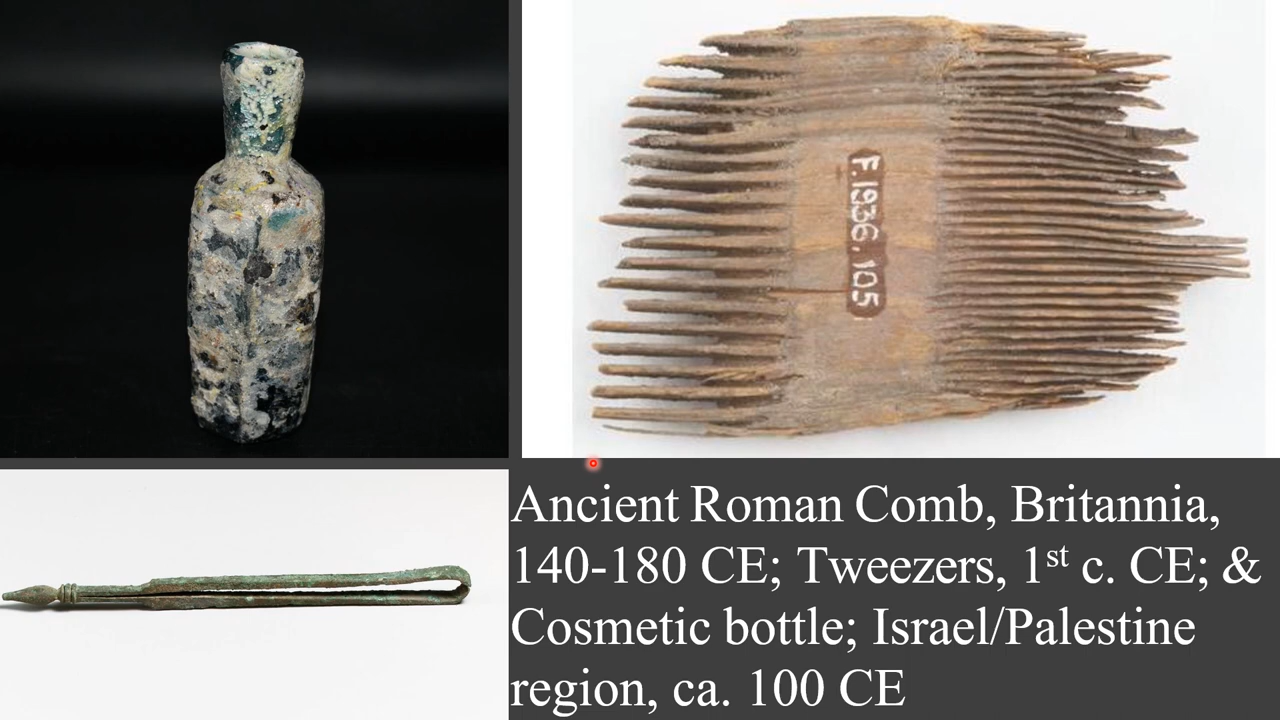 F.1936.105
Ancient Roman Comb, Britannia,
140-180 CE; Tweezers, 1st c. CE; &
Cosmetic bottle; Israel/Palestine
region, ca. 100 CE